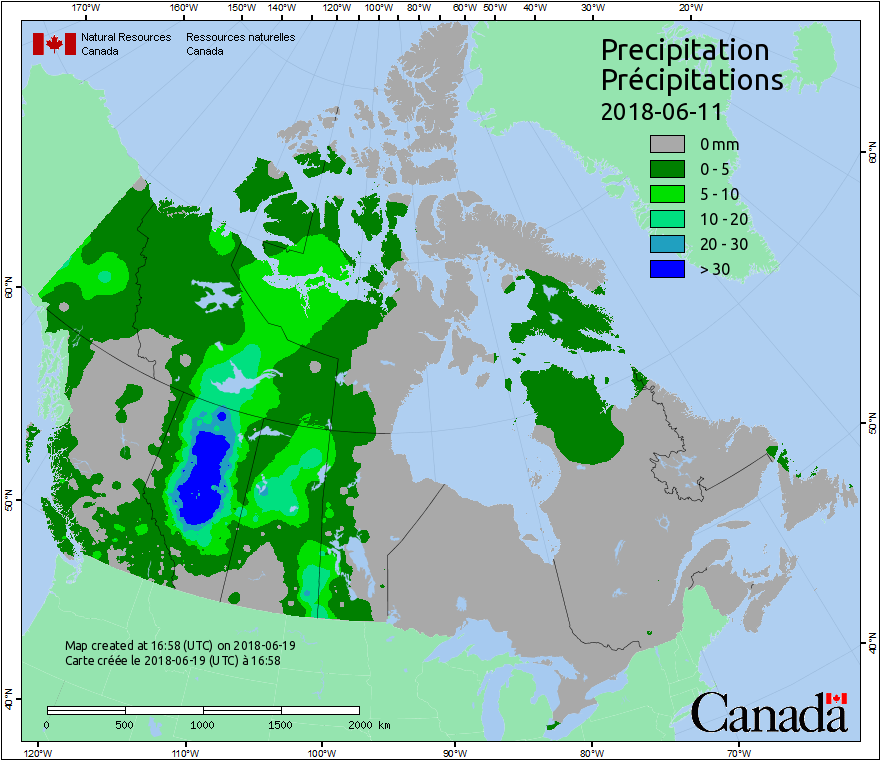 170°W 160°W 150°W 140°W 130°W 120°W 110°W 100°W 90°W 80°W 70°W 60°W 50°W 40°W 30°W 20°W
Natural Resources Canada
Ressources naturelles Canada
Precipitation
Précipitations
2018-06-11
0 mm
0 - 5
5 - 10
10 - 20
20 - 30
> 30
60°N
60°N
50°N
50°N
40°N
40°N
Map created at 16:58 (UTC) on 2018-06-19
Carte créée le 2018-06-19 (UTC) à 16:58
0 500 1000 1500 2000 km
Canada
120°W 110°W 100°W 90°W 80°W 70°W